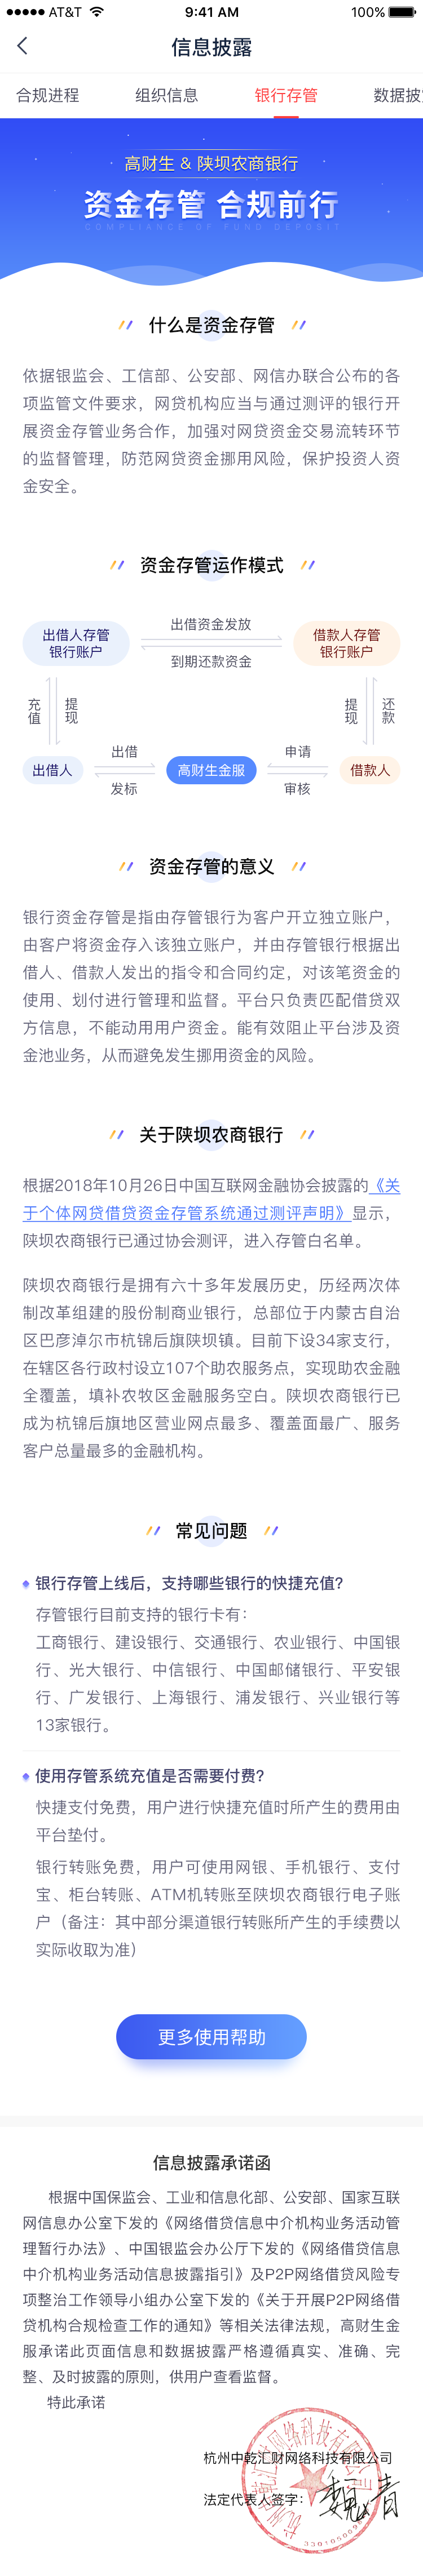 AT&T 9:41 AM 100%
信息披露
合规进程 组织信息 银行存管 数据披
高财生 & 陕坝农商银行
资金存管 合规前行
COMPLIANCE OF FUND DEPOSIT
什么是资金存管
依据银监会、工信部、公安部、网信办联合公布的各
项监管文件要求，网贷机构应当与通过测评的银行开
展资金存管业务合作，加强对网贷资金交易流转环节
的监督管理，防范网贷资金挪用风险，保护投资人资
金安全。
资金存管运作模式
出借人存管
银行账户
出借资金发放
到期还款资金
借款人存管
银行账户
充值
提现
提现
还款
出借人
出借
发标
高财生金服
申请
审核
借款人
资金存管的意义
银行资金存管是指由存管银行为客户开立独立账户，
由客户将资金存入该独立账户，并由存管银行根据出
借人、借款人发出的指令和合同约定，对该笔资金的
使用、划付进行管理和监督。平台只负责匹配借贷双
方信息，不能动用用户资金。能有效阻止平台涉及资
金池业务，从而避免发生挪用资金的风险。
关于陕坝农商银行
根据2018年10月26日中国互联网金融协会披露的《关
于个体网贷借贷资金存管系统通过测评声明》显示，
陕坝农商银行已通过协会测评，进入存管白名单。
陕坝农商银行是拥有六十多年发展历史，历经两次体
制改革组建的股份制商业银行，总部位于内蒙古自治
区巴彦淖尔市杭锦后旗陕坝镇。目前下设34家支行，
在辖区各行政村设立107个助农服务点，实现助农金融
全覆盖，填补农牧区金融服务空白。陕坝农商银行已
成为杭锦后旗地区营业网点最多、覆盖面最广、服务
客户总量最多的金融机构。
常见问题
银行存管上线后，支持哪些银行的快捷充值?
存管银行目前支持的银行卡有：
工商银行、建设银行、交通银行、农业银行、中国银
行、光大银行、中信银行、中国邮储银行、平安银
行、广发银行、上海银行、浦发银行、兴业银行等
13家银行。
使用存管系统充值是否需要付费?
快捷支付免费，用户进行快捷充值时所产生的费用由
平台垫付。
银行转账免费，用户可使用网银、手机银行、支付
宝、柜台转账、ATM机转账至陕坝农商银行电子账
户（备注：其中部分渠道银行转账所产生的手续费以
实际收取为准）
更多使用帮助
信息披露承诺函
根据中国保监会、工业和信息化部、公安部、国家互联
网信息办公室下发的《网络借贷信息中介机构业务活动管
理暂行办法》、中国银监会办公厅下发的《网络借贷信息
中介机构业务活动信息披露指引》及P2P网络借贷风险专
项整治工作领导小组办公室下发的《关于开展P2P网络借
贷机构合规检查工作的通知》等相关法律法规，高财生金
服承诺此页面信息和数据披露严格遵循真实、准确、完
整、及时披露的原则，供用户查看监督。
特此承诺
杭州中乾汇财网络科技有限公司
法定代表人签字：